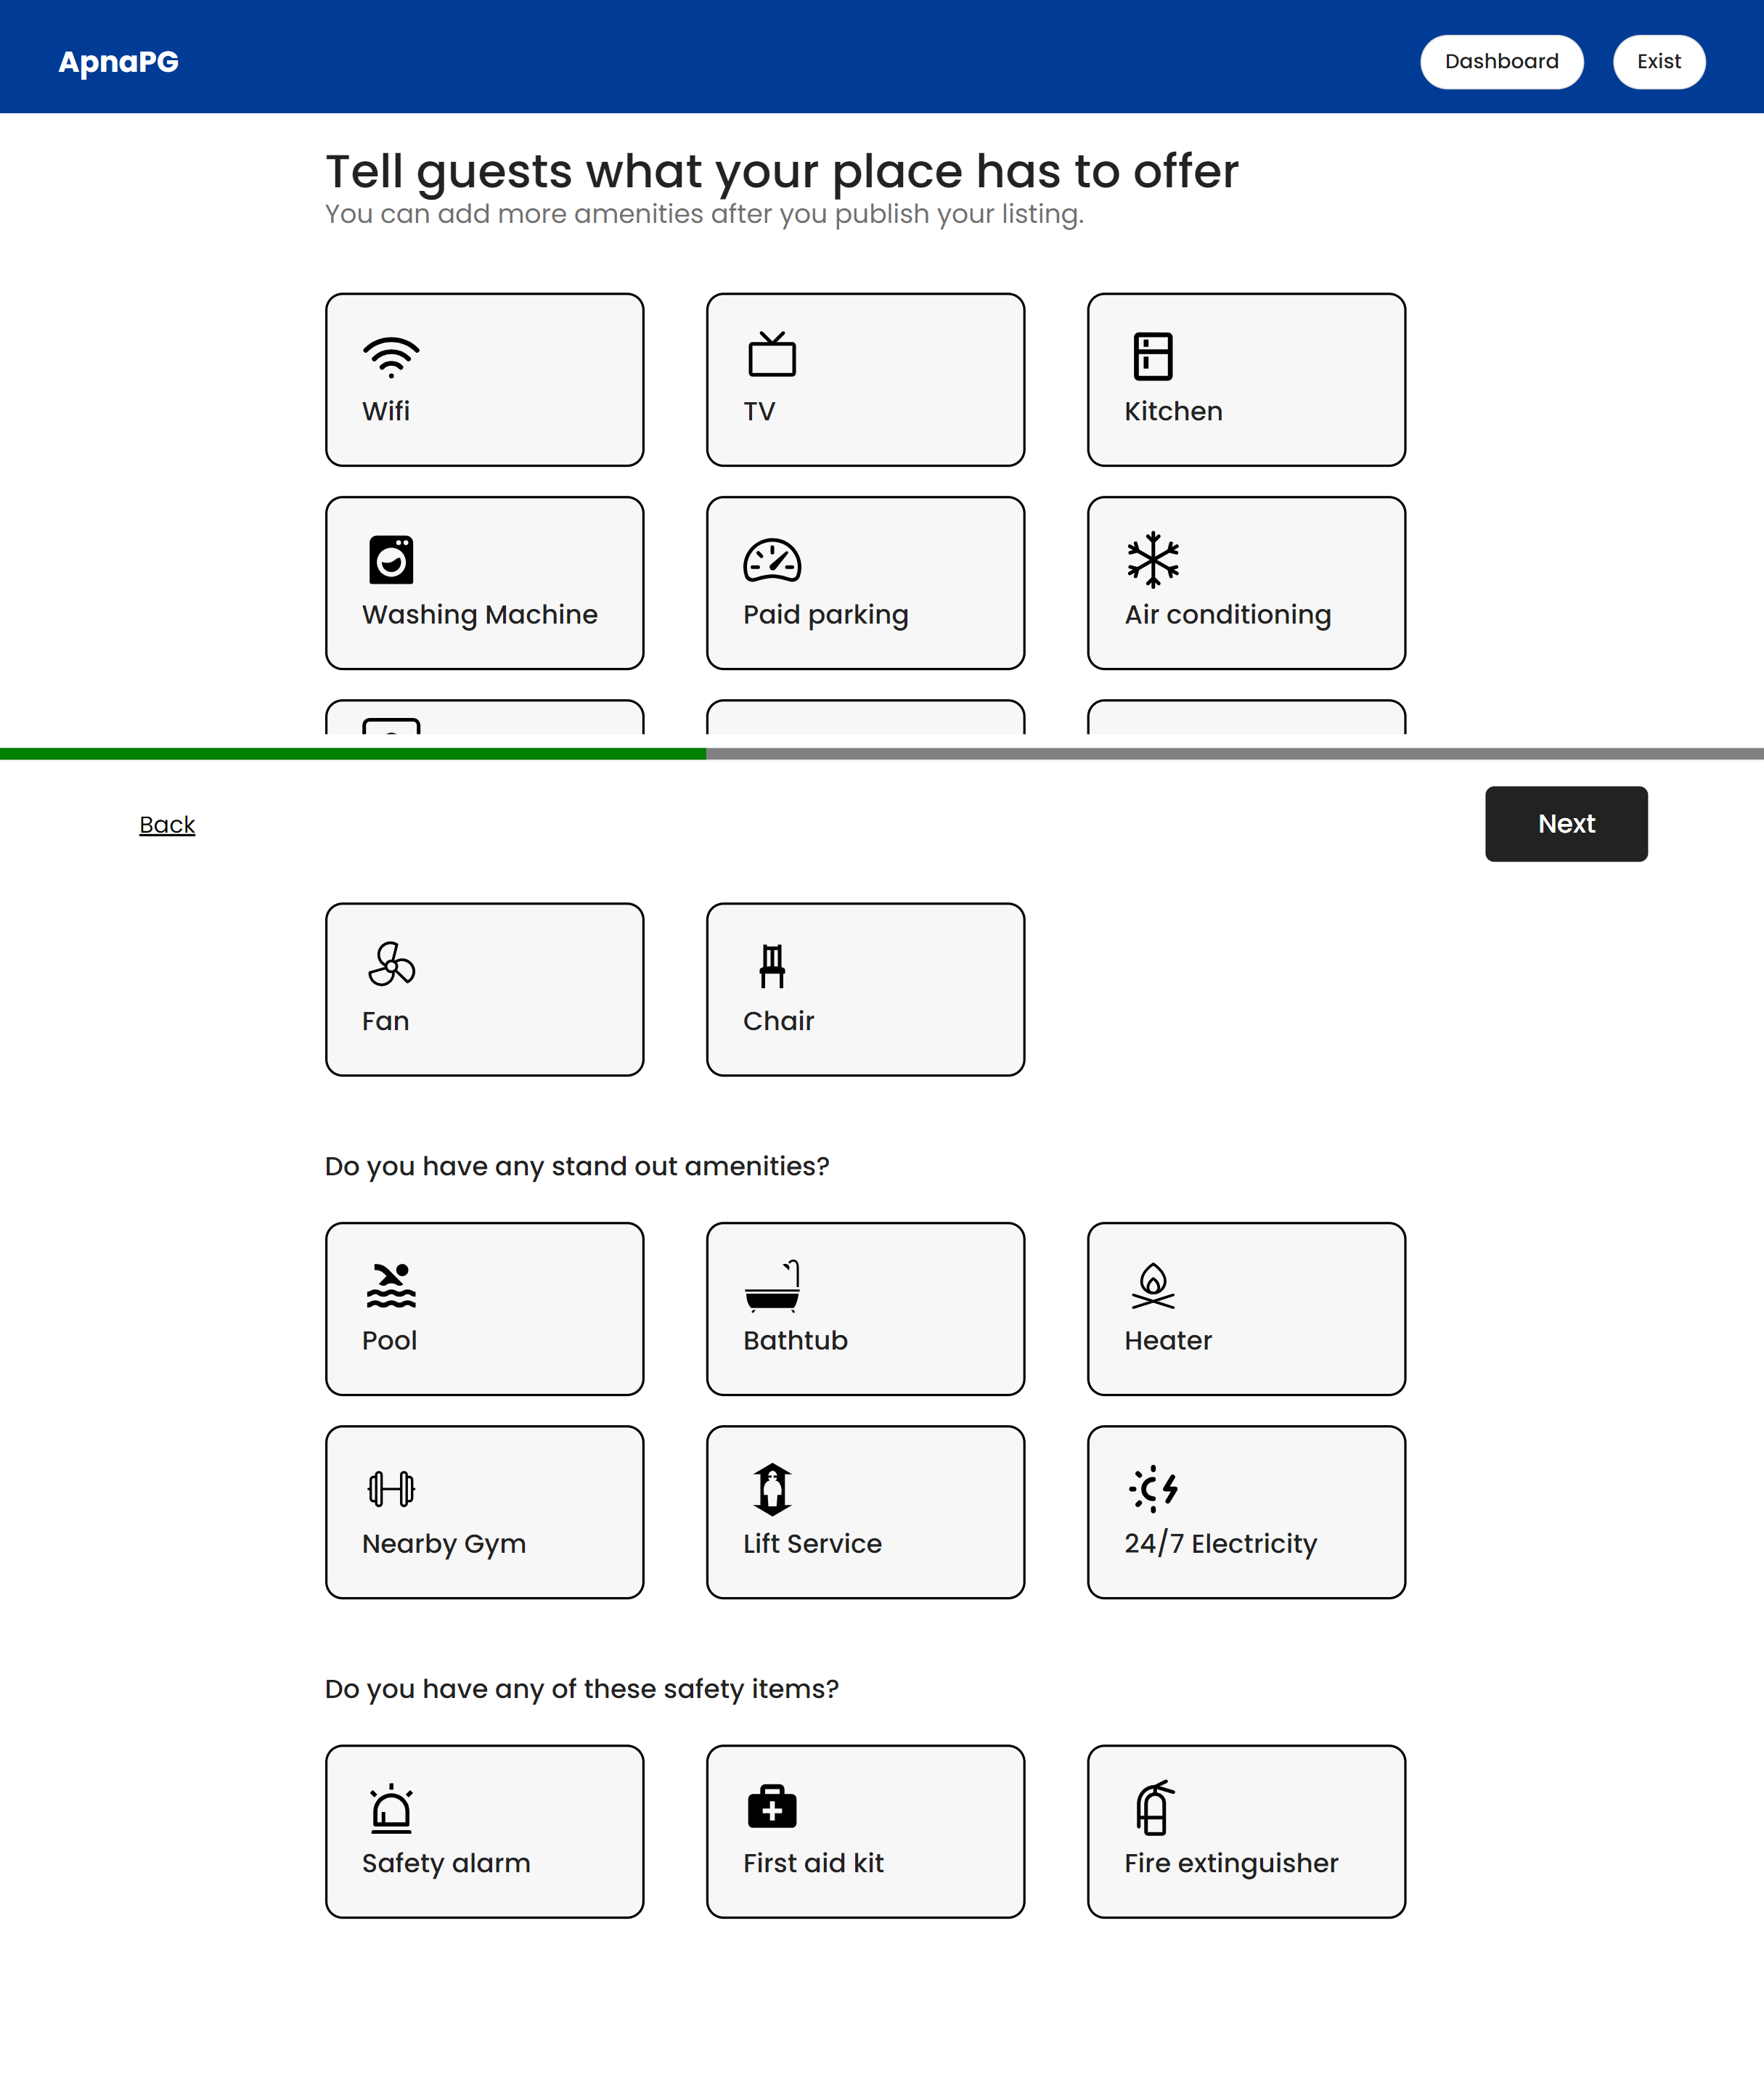 ApnaPG
Dashboard
Exist
Tell guests what your place has to offer
You can add more amenities after you publish your listing.
Wifi
TV
Kitchen
Washing Machine
Paid parking
Air conditioning
Back
Next
Fan
Chair
Do you have any stand out amenities?
Pool
Bathtub
Heater
Nearby Gym
Lift Service
24/7 Electricity
Do you have any of these safety items?
Safety alarm
First aid kit
Fire extinguisher